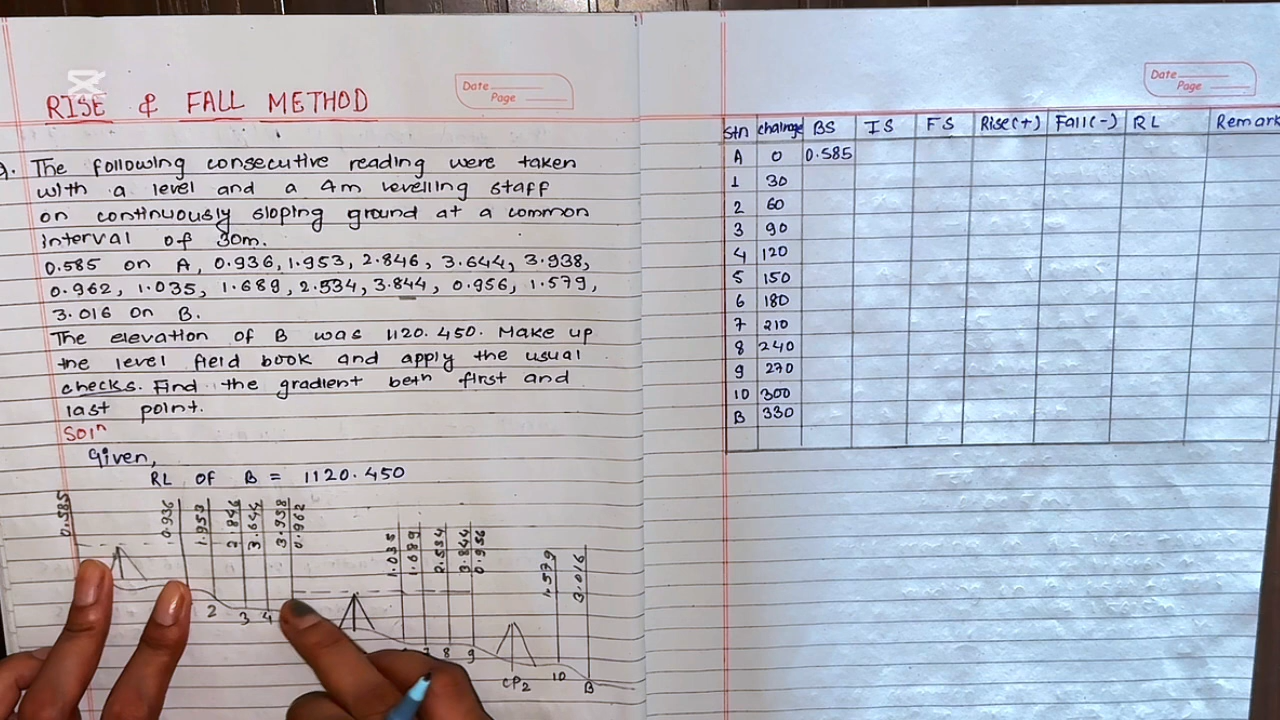 RISE & FALL METHOD
Date
Page
Q. The following consecutive reading were taken
with a level and a 4m levelling staff
on continuously sloping ground at a common
interval of 30m.
0.585 on A, 0.936, 1.953, 2.846, 3.644, 3.938,
0.962, 1.035, 1.689, 2.534, 3.844, 0.956, 1.579,
3.016 on B.
The elevation of B was 1120.450. Make up
the level field book and apply the usual
checks. Find the gradient betn first and
last point.
Soln
Given,
RL OF B = 1120.450
0.585 0.936 1.953 2.846 3.644 3.938 0.962 1.035 1.689 2.534 3.844 0.956 1.579 3.016
2 3 4 8 9 CP2 10 B
Date
Page
Stn chainage BS IS FS Rise(+) Fall(-) RL Remark
A 0 0.585
1 30
2 60
3 90
4 120
5 150
6 180
7 210
8 240
9 270
10 300
B 330